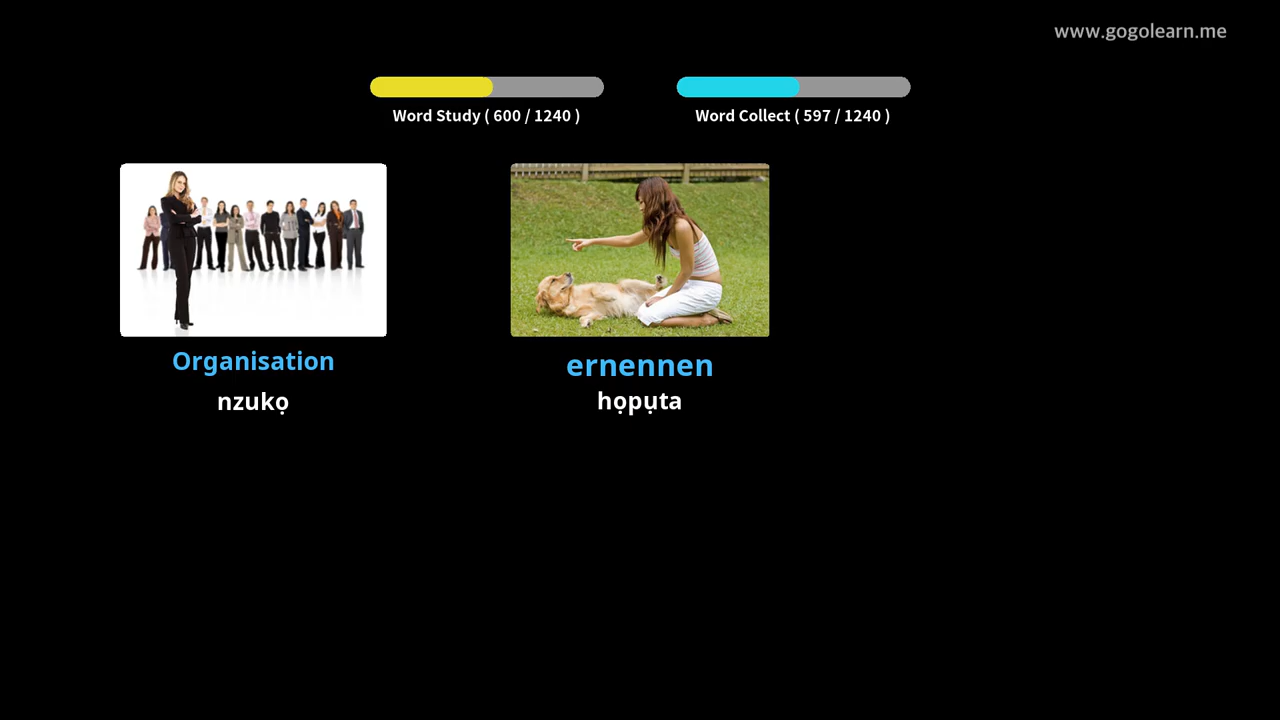 www.gogolearn.me
Word Study ( 600 / 1240 )
Word Collect ( 597 / 1240 )
Organisation
nzukọ
ernennen
họpụta